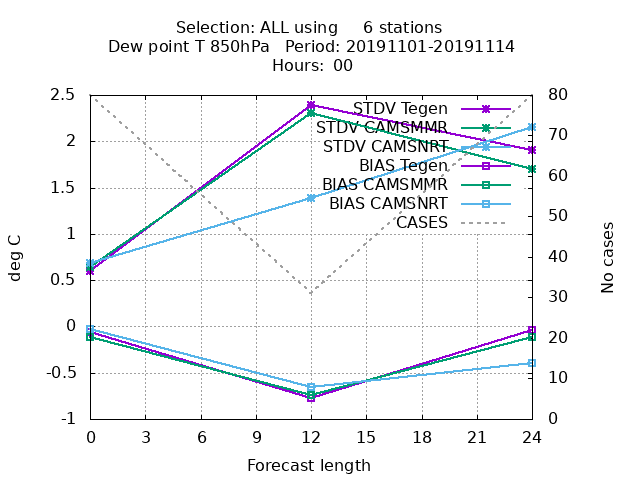 Selection: ALL using 6 stations
Dew point T 850hPa Period: 20191101-20191114
Hours: 00
2.5
2
1.5
1
0.5
0
-0.5
-1
deg C
STDV Tegen
STDV CAMSMMR
STDV CAMSNRT
BIAS Tegen
BIAS CAMSMMR
BIAS CAMSNRT
CASES
80
70
60
50
40
30
20
10
0
No cases
0 3 6 9 12 15 18 21 24
Forecast length